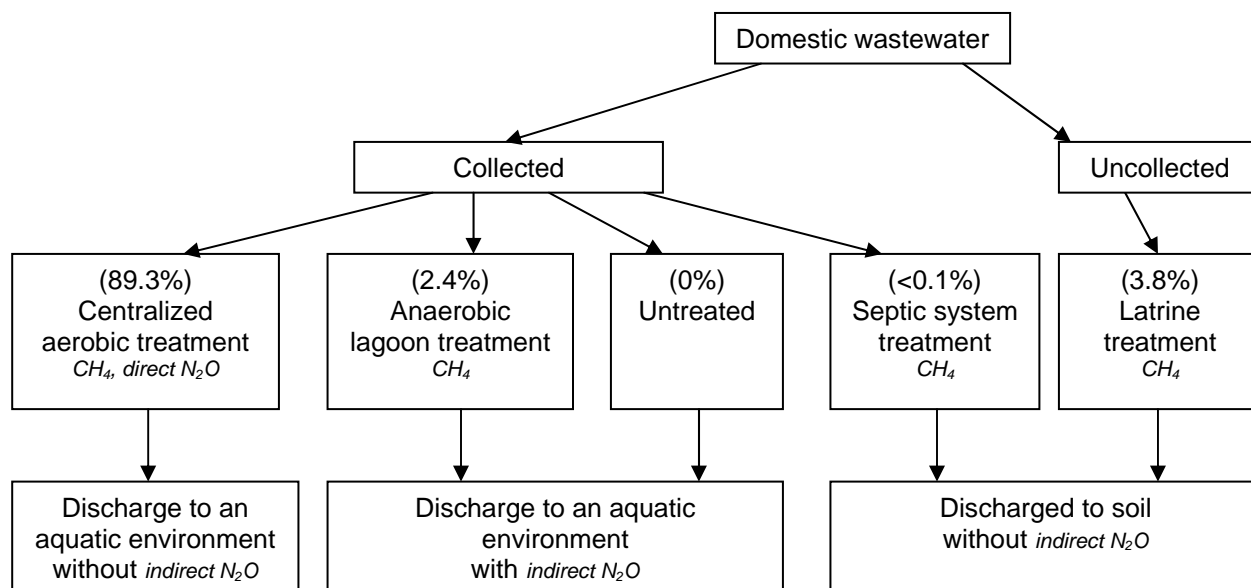 Domestic wastewater
Collected
Uncollected
(89.3%)
Centralized
aerobic treatment
CH₄, direct N₂O
(2.4%)
Anaerobic
lagoon treatment
CH₄
(0%)
Untreated
(<0.1%)
Septic system
treatment
CH₄
(3.8%)
Latrine
treatment
CH₄
Discharge to an
aquatic environment
without indirect N₂O
Discharge to an aquatic
environment
with indirect N₂O
Discharged to soil
without indirect N₂O